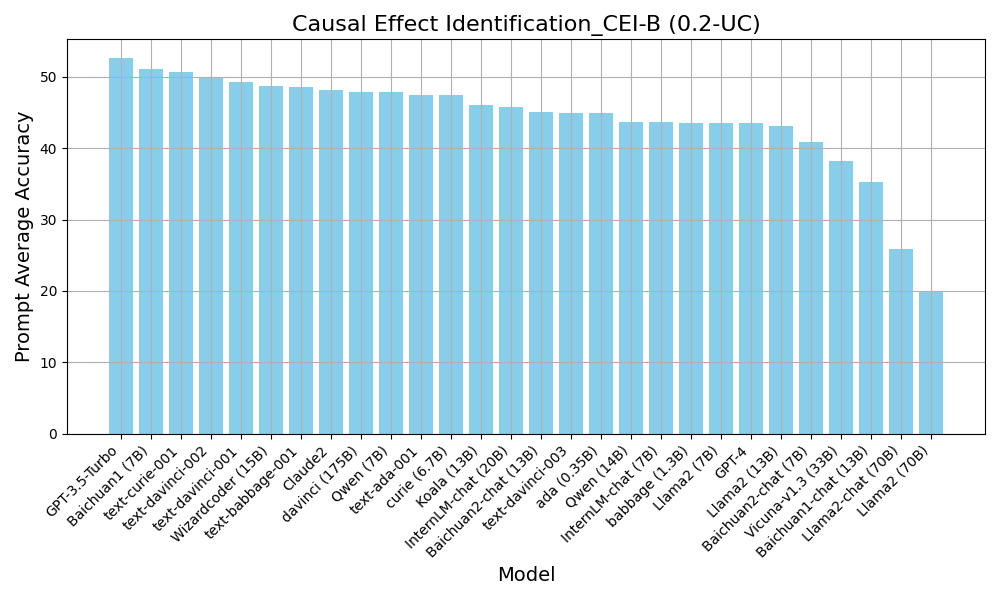 Causal Effect Identification_CEI-B (0.2-UC)
Prompt Average Accuracy
50
40
30
20
10
0
GPT-3.5-Turbo
Baichuan1 (7B)
text-curie-001
text-davinci-002
text-davinci-001
Wizardcoder (15B)
text-babbage-001
Claude2
davinci (175B)
Qwen (7B)
text-ada-001
curie (6.7B)
Koala (13B)
InternLM-chat (20B)
Baichuan2-chat (13B)
text-davinci-003
ada (0.35B)
Qwen (14B)
InternLM-chat (7B)
babbage (1.3B)
Llama2 (7B)
GPT-4
Llama2 (13B)
Baichuan2-chat (7B)
Vicuna-v1.3 (33B)
Baichuan1-chat (13B)
Llama2-chat (70B)
Llama2 (70B)
Model